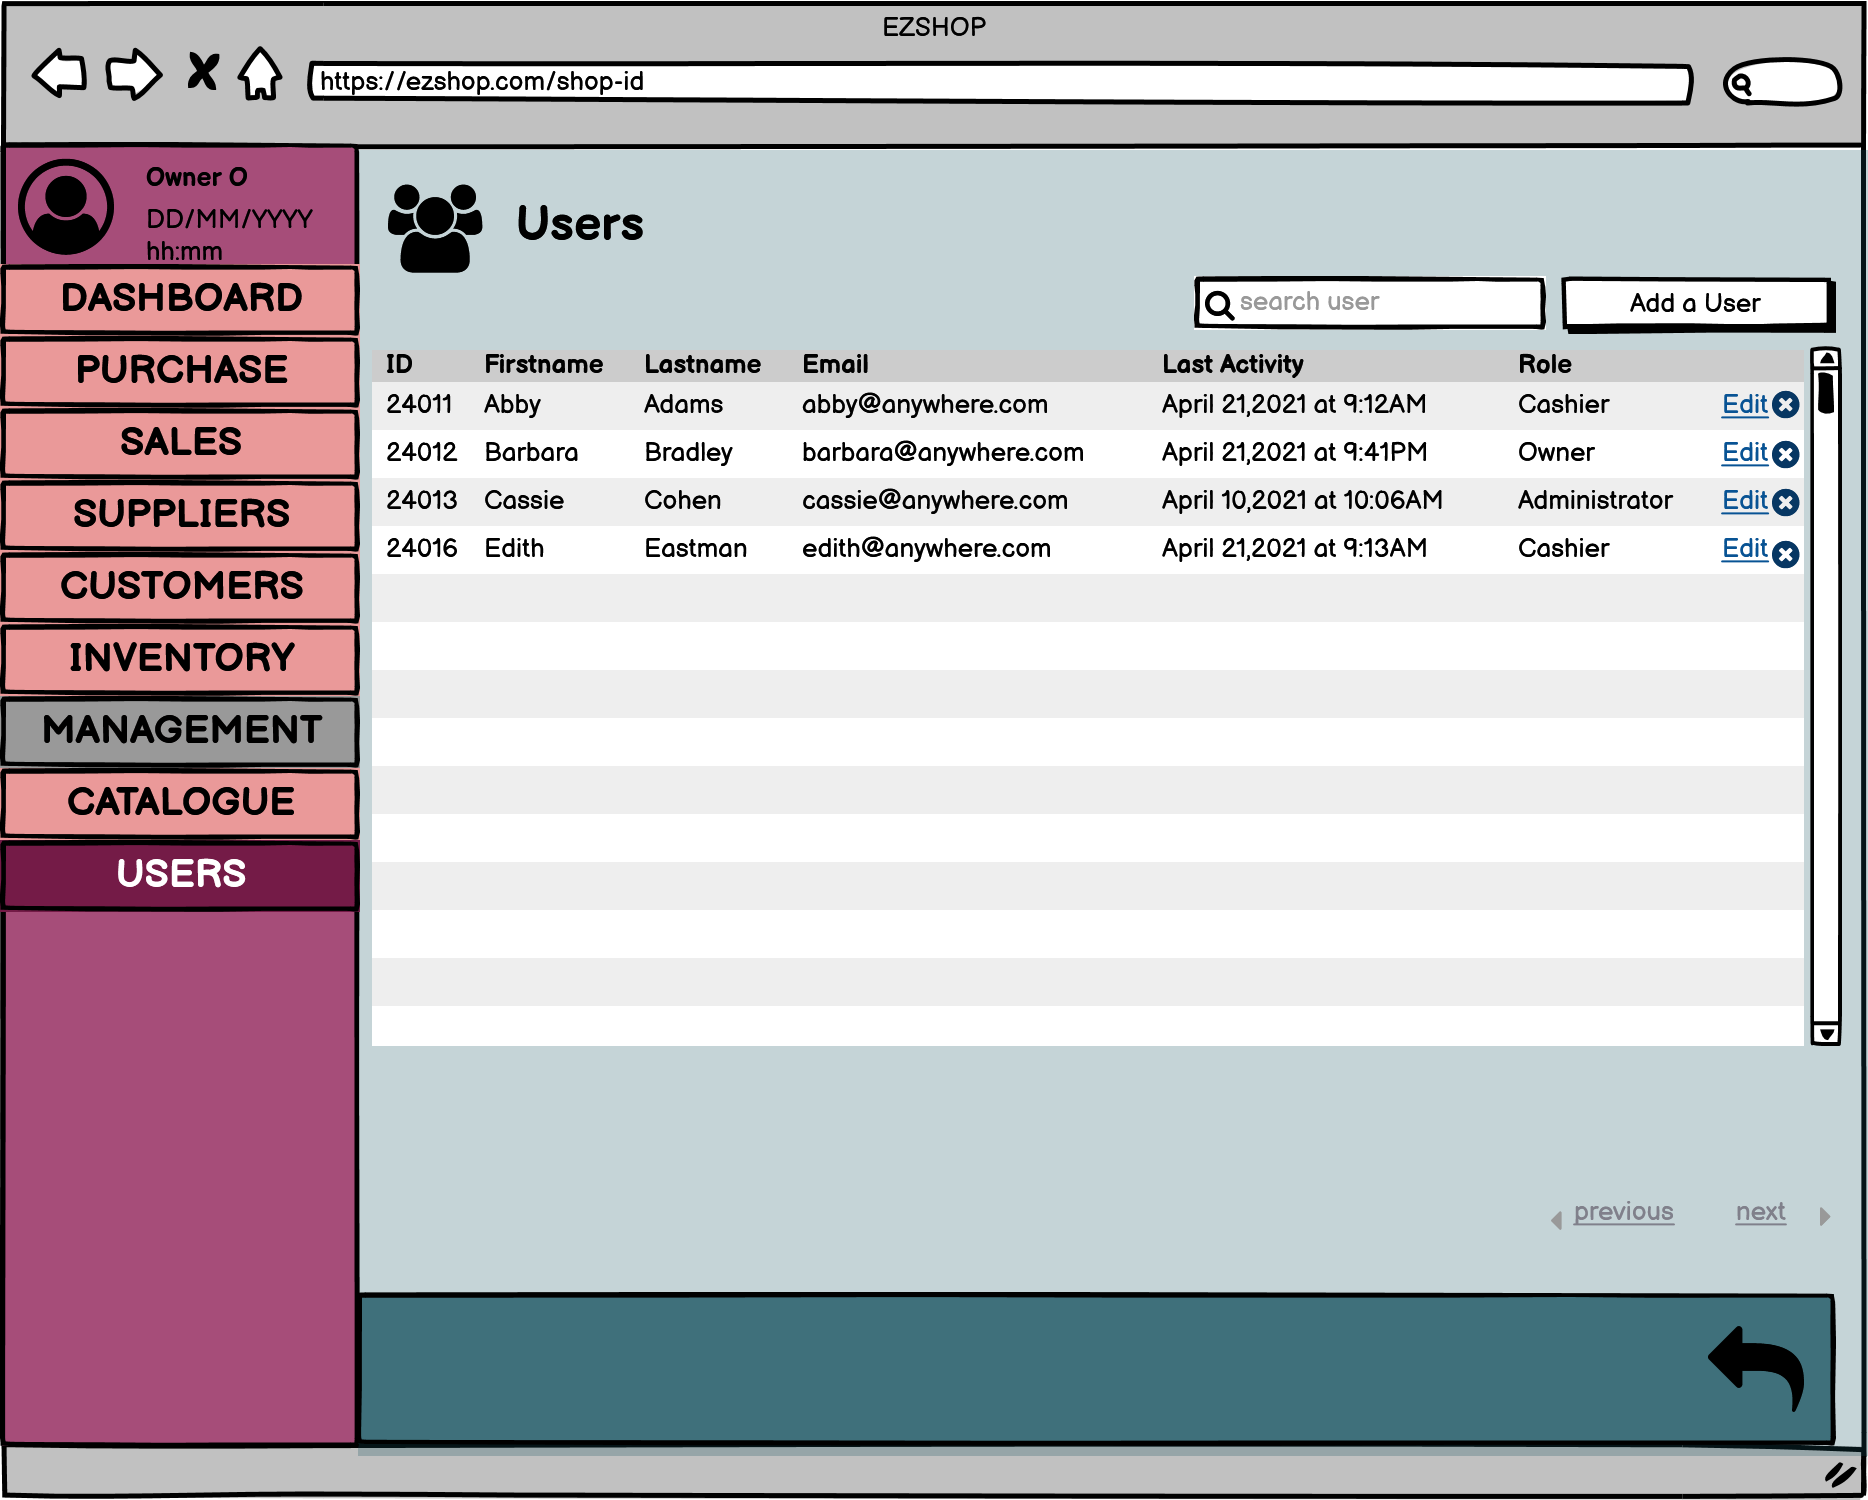 EZSHOP
https://ezshop.com/shop-id
Owner O
DD/MM/YYYY
hh:mm
DASHBOARD
PURCHASE
SALES
SUPPLIERS
CUSTOMERS
INVENTORY
MANAGEMENT
CATALOGUE
USERS
Users
search user
Add a User
ID Firstname Lastname Email Last Activity Role
24011 Abby Adams abby@anywhere.com April 21,2021 at 9:12AM Cashier Edit
24012 Barbara Bradley barbara@anywhere.com April 21,2021 at 9:41PM Owner Edit
24013 Cassie Cohen cassie@anywhere.com April 10,2021 at 10:06AM Administrator Edit
24016 Edith Eastman edith@anywhere.com April 21,2021 at 9:13AM Cashier Edit
previous next